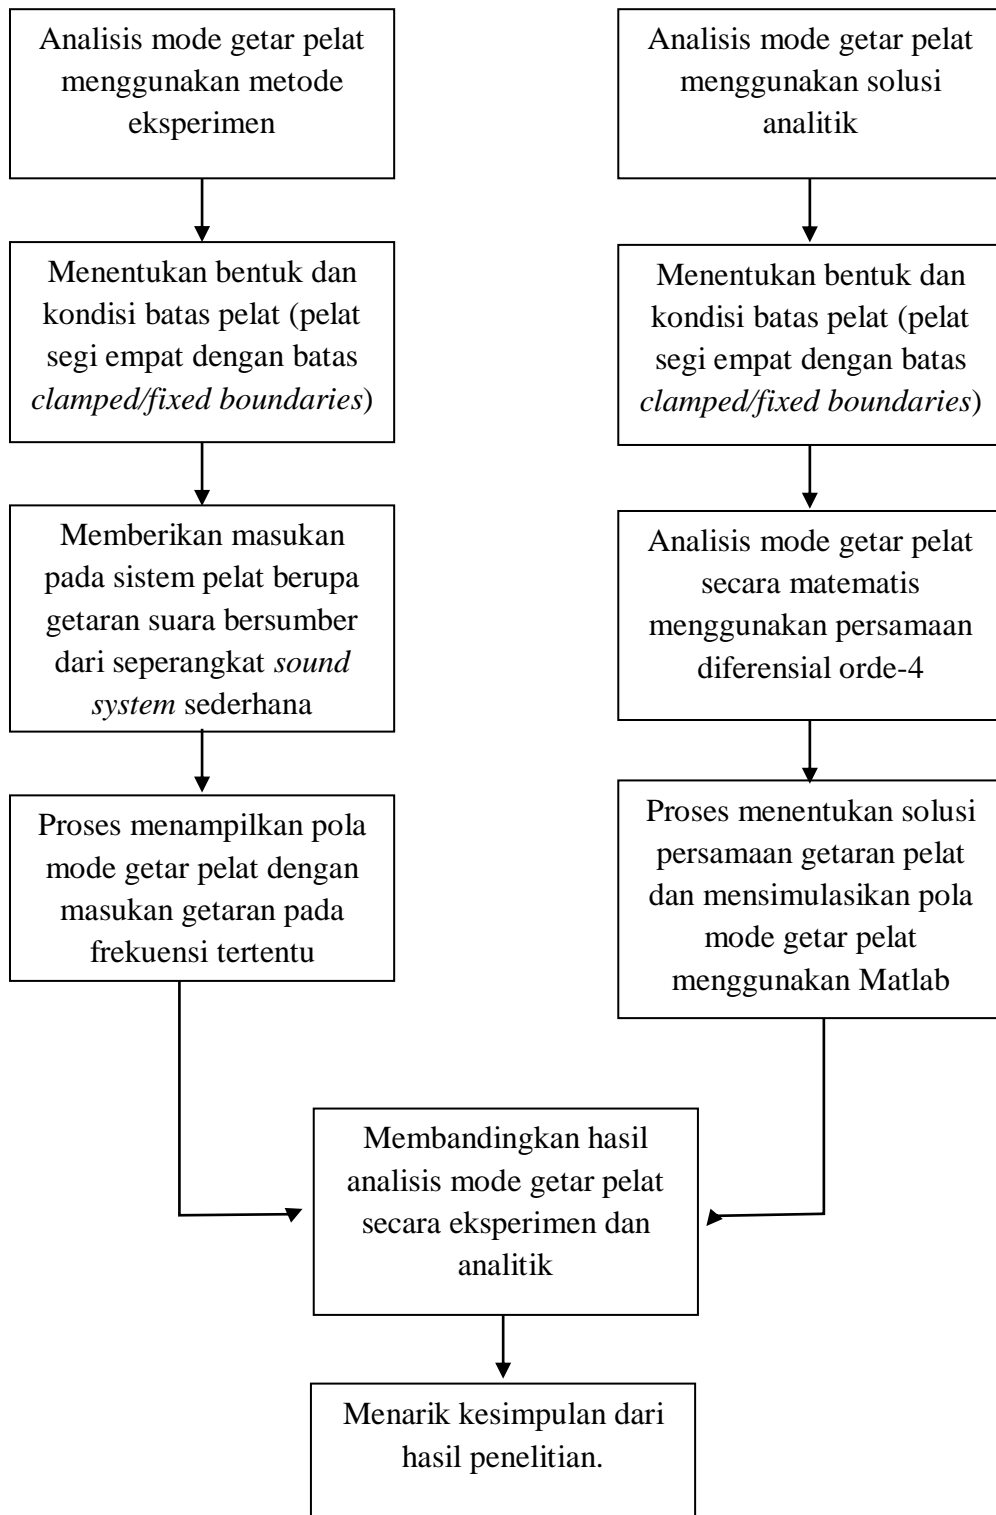 Analisis mode getar pelat
menggunakan metode
eksperimen
Menentukan bentuk dan
kondisi batas pelat (pelat
segi empat dengan batas
clamped/fixed boundaries)
Memberikan masukan
pada sistem pelat berupa
getaran suara bersumber
dari seperangkat sound
system sederhana
Proses menampilkan pola
mode getar pelat dengan
masukan getaran pada
frekuensi tertentu
Analisis mode getar pelat
menggunakan solusi
analitik
Menentukan bentuk dan
kondisi batas pelat (pelat
segi empat dengan batas
clamped/fixed boundaries)
Analisis mode getar pelat
secara matematis
menggunakan persamaan
diferensial orde-4
Proses menentukan solusi
persamaan getaran pelat
dan mensimulasikan pola
mode getar pelat
menggunakan Matlab
Membandingkan hasil
analisis mode getar pelat
secara eksperimen dan
analitik
Menarik kesimpulan dari
hasil penelitian.